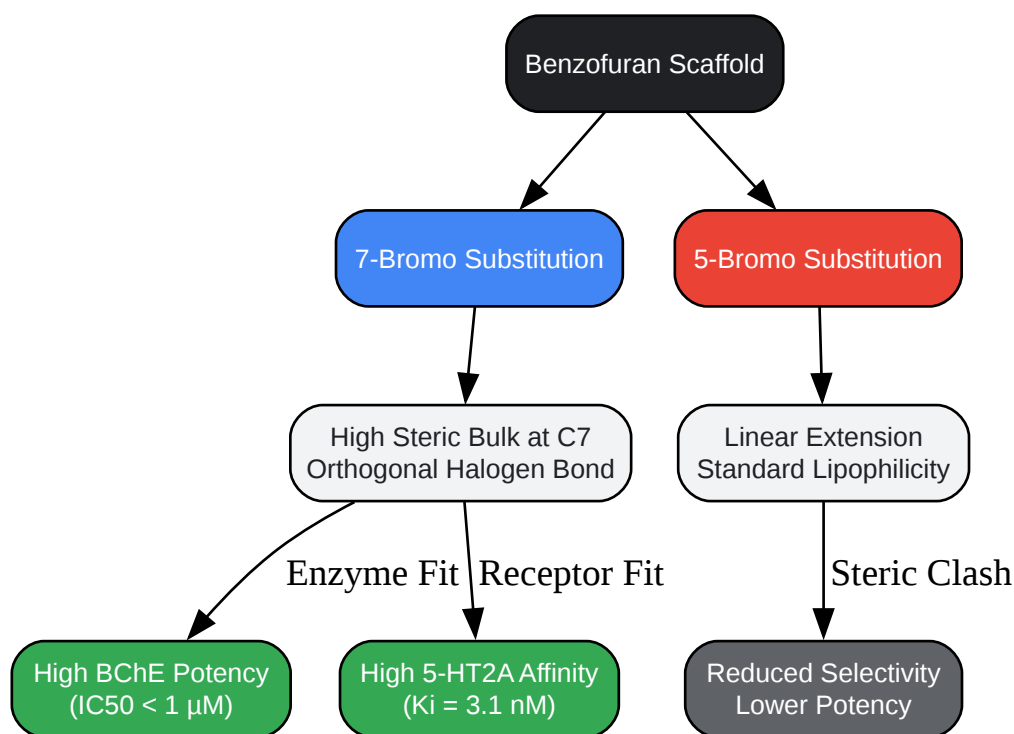 Benzofuran Scaffold
7-Bromo Substitution
5-Bromo Substitution
High Steric Bulk at C7
Orthogonal Halogen Bond
Linear Extension
Standard Lipophilicity
Enzyme Fit
Receptor Fit
Steric Clash
High BChE Potency
(IC50 < 1 µM)
High 5-HT2A Affinity
(Ki = 3.1 nM)
Reduced Selectivity
Lower Potency